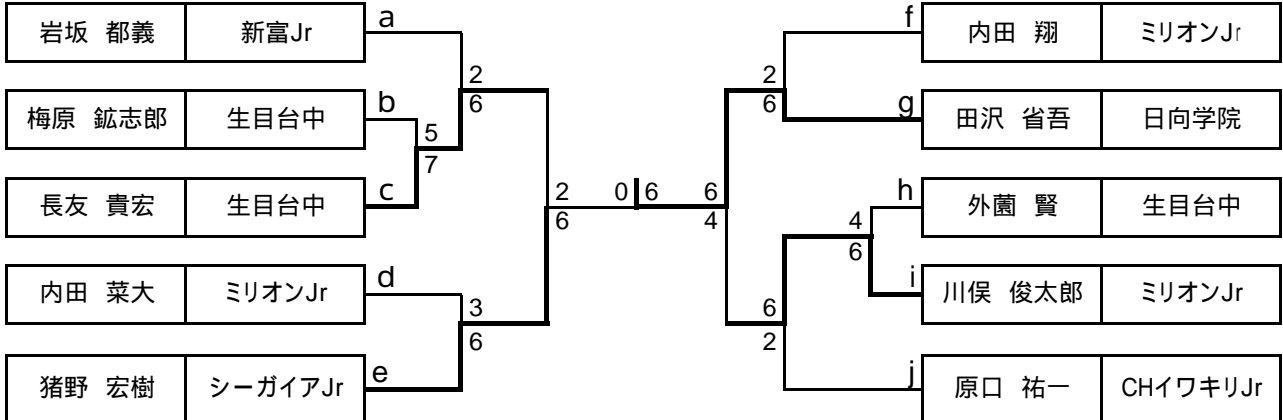 岩坂 都義 新富Jr a
梅原 鉱志郎 生目台中 b
長友 貴宏 生目台中 c
内田 菜大 ミリオンJr d
猪野 宏樹 シーガイアJr e
2
6
5
7
3
6
2
6
0 6
6
4
2
6
4
6
6
2
f 内田 翔 ミリオンJr
g 田沢 省吾 日向学院
h 外薗 賢 生目台中
i 川俣 俊太郎 ミリオンJr
j 原口 祐一 CHイワキリJr